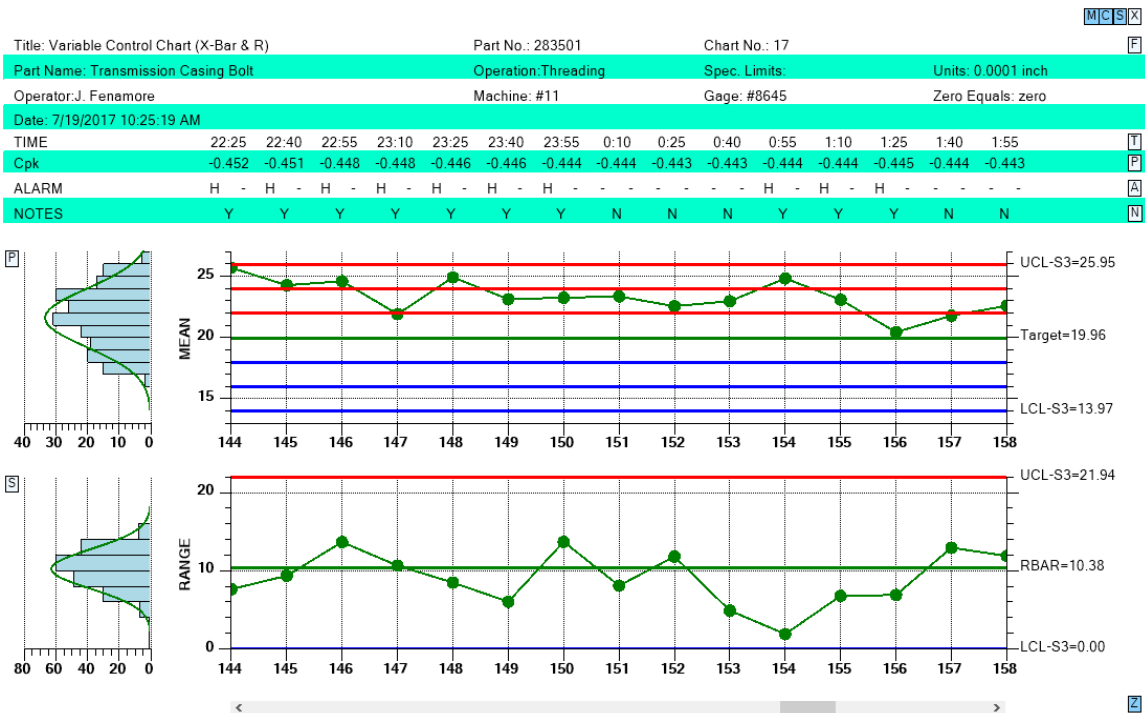 M C S X
Title: Variable Control Chart (X-Bar & R) Part No.: 283501 Chart No.: 17 F
Part Name: Transmission Casing Bolt Operation:Threading Spec. Limits: Units: 0.0001 inch
Operator:J. Fenamore Machine: #11 Gage: #8645 Zero Equals: zero
Date: 7/19/2017 10:25:19 AM
TIME 22:25 22:40 22:55 23:10 23:25 23:40 23:55 0:10 0:25 0:40 0:55 1:10 1:25 1:40 1:55 T
Cpk -0.452 -0.451 -0.448 -0.448 -0.446 -0.446 -0.444 -0.444 -0.443 -0.443 -0.444 -0.444 -0.445 -0.444 -0.443 P
ALARM H - H - H - H - H - H - H - - - - - - - H - H - H - - - - - A
NOTES Y Y Y Y Y Y Y N N N Y Y Y N N N
P
UCL-S3=25.95
25
MEAN
20
Target=19.96
15
LCL-S3=13.97
40 30 20 10 0
144 145 146 147 148 149 150 151 152 153 154 155 156 157 158
S
UCL-S3=21.94
20
RANGE
10
RBAR=10.38
0
LCL-S3=0.00
80 60 40 20 0
144 145 146 147 148 149 150 151 152 153 154 155 156 157 158
< > Z